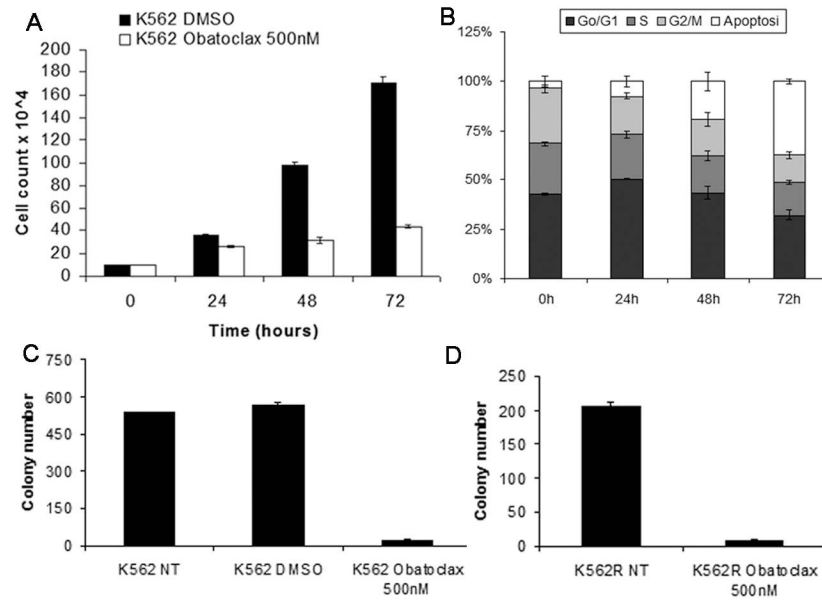 A
K562 DMSO
K562 Obatoclax 500nM
Cell count x 10^4
200
180
160
140
120
100
80
60
40
20
0
0 24 48 72
Time (hours)
B
Go/G1 S G2/M Apoptosi
125%
100%
75%
50%
25%
0%
0h 24h 48h 72h
C
Colony number
750
600
450
300
150
0
K562 NT K562 DMSO K562 Obatoclax
500nM
D
Colony number
250
200
150
100
50
0
K562R NT K562R Obatoclax
500nM